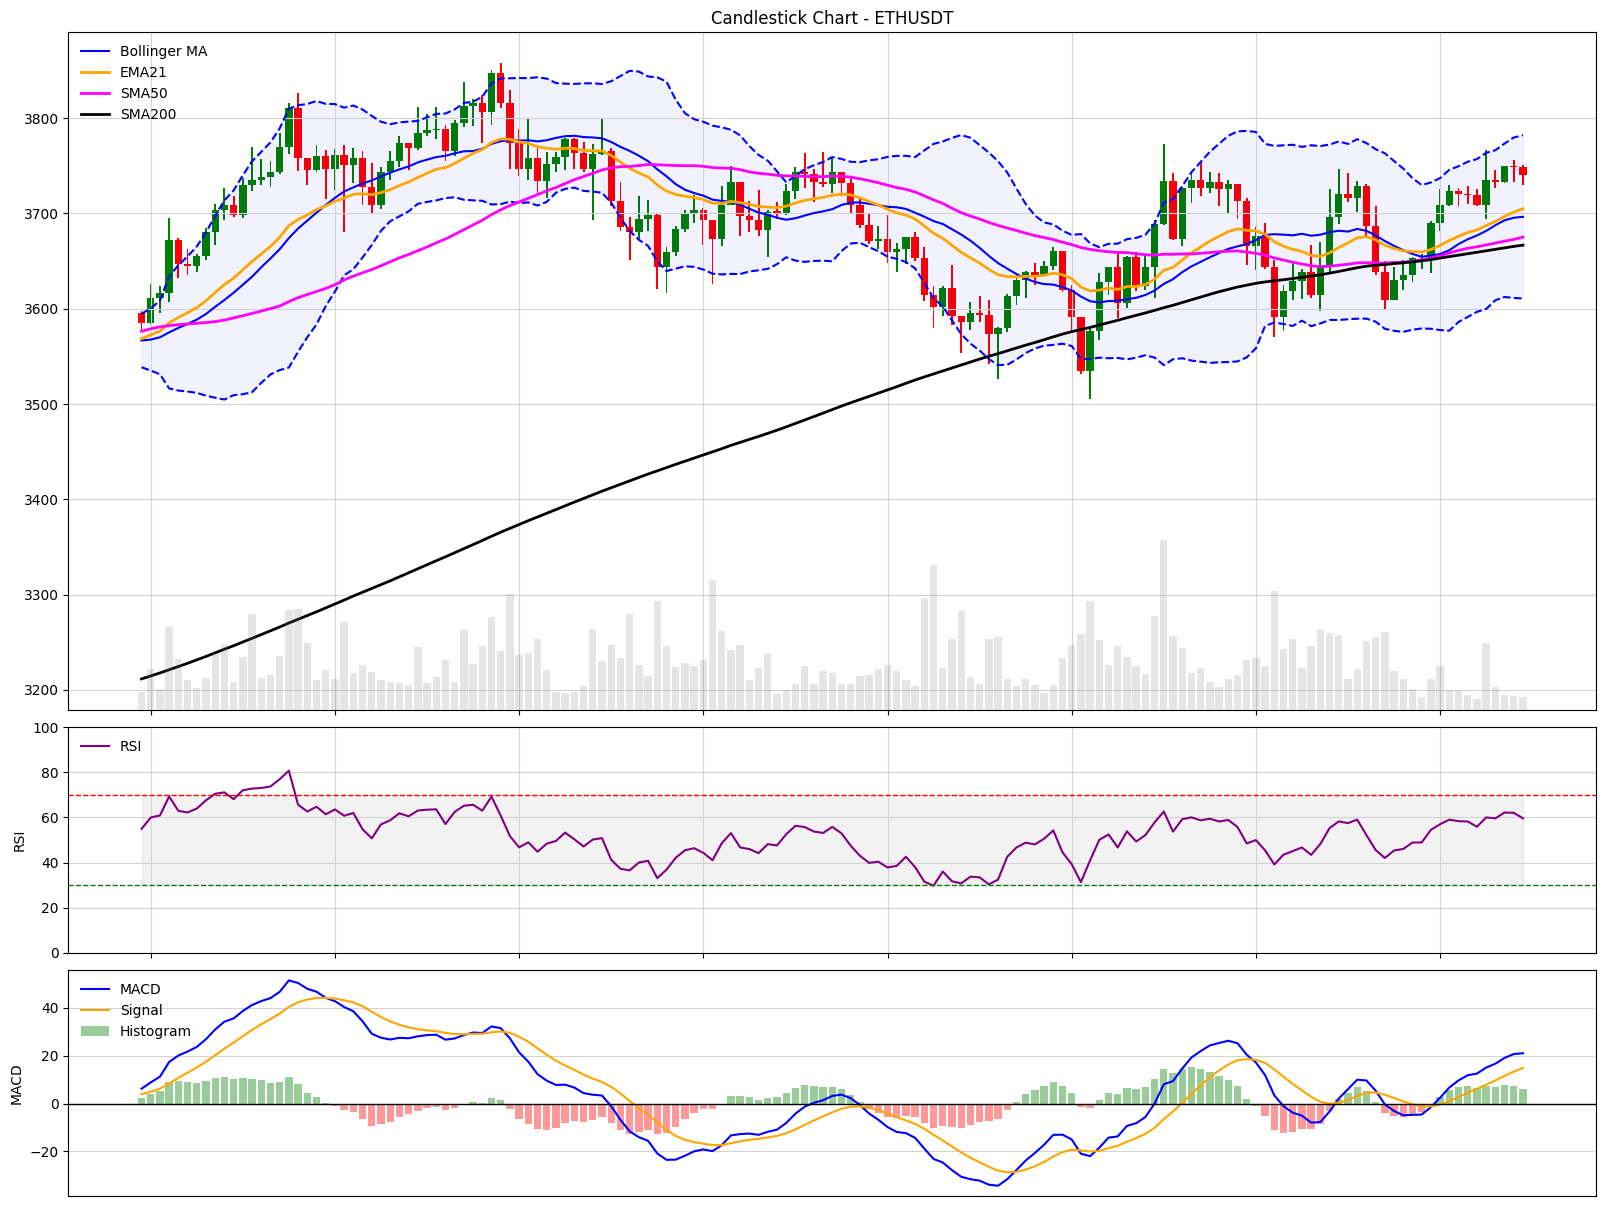 Candlestick Chart - ETHUSDT
Bollinger MA
EMA21
SMA50
SMA200
3800
3700
3600
3500
3400
3300
3200
RSI
100
80
60
40
20
0
RSI
MACD
Signal
Histogram
40
20
0
−20
MACD